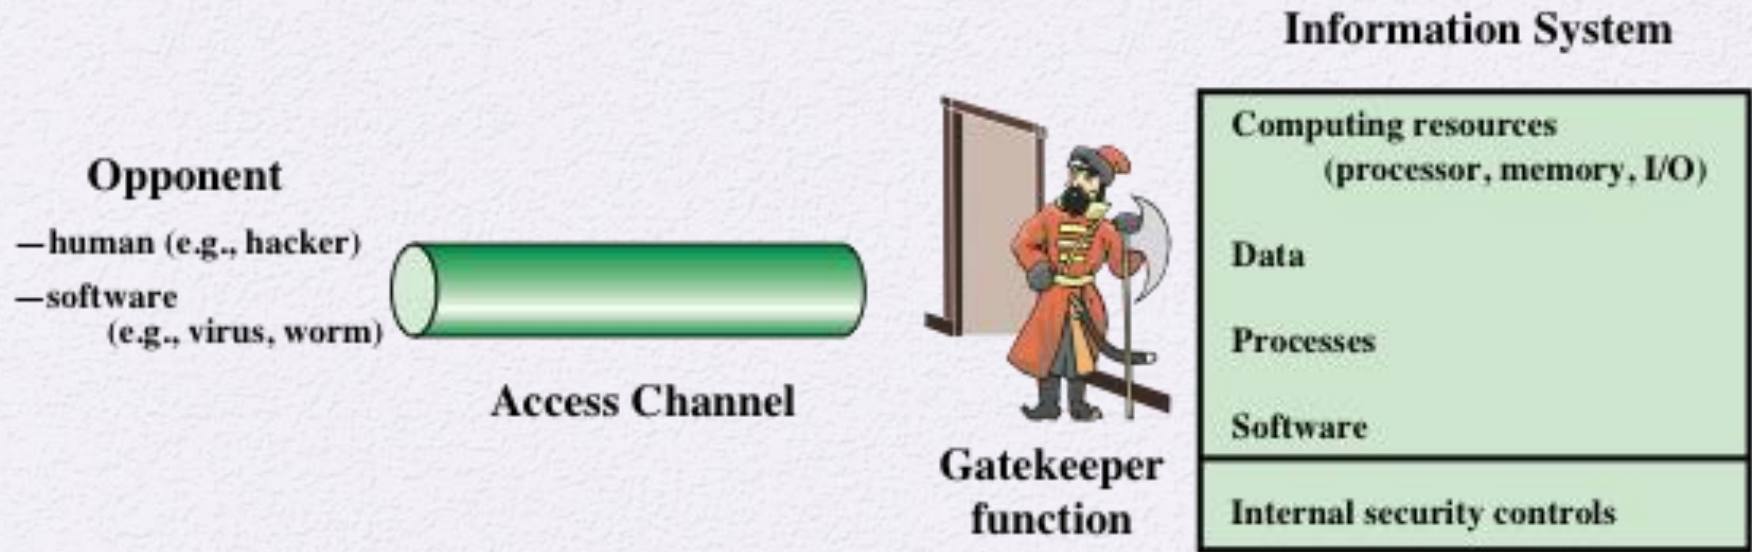 Information System
Opponent
—human (e.g., hacker)
—software
(e.g., virus, worm)
Access Channel
Gatekeeper
function
Computing resources
(processor, memory, I/O)
Data
Processes
Software
Internal security controls